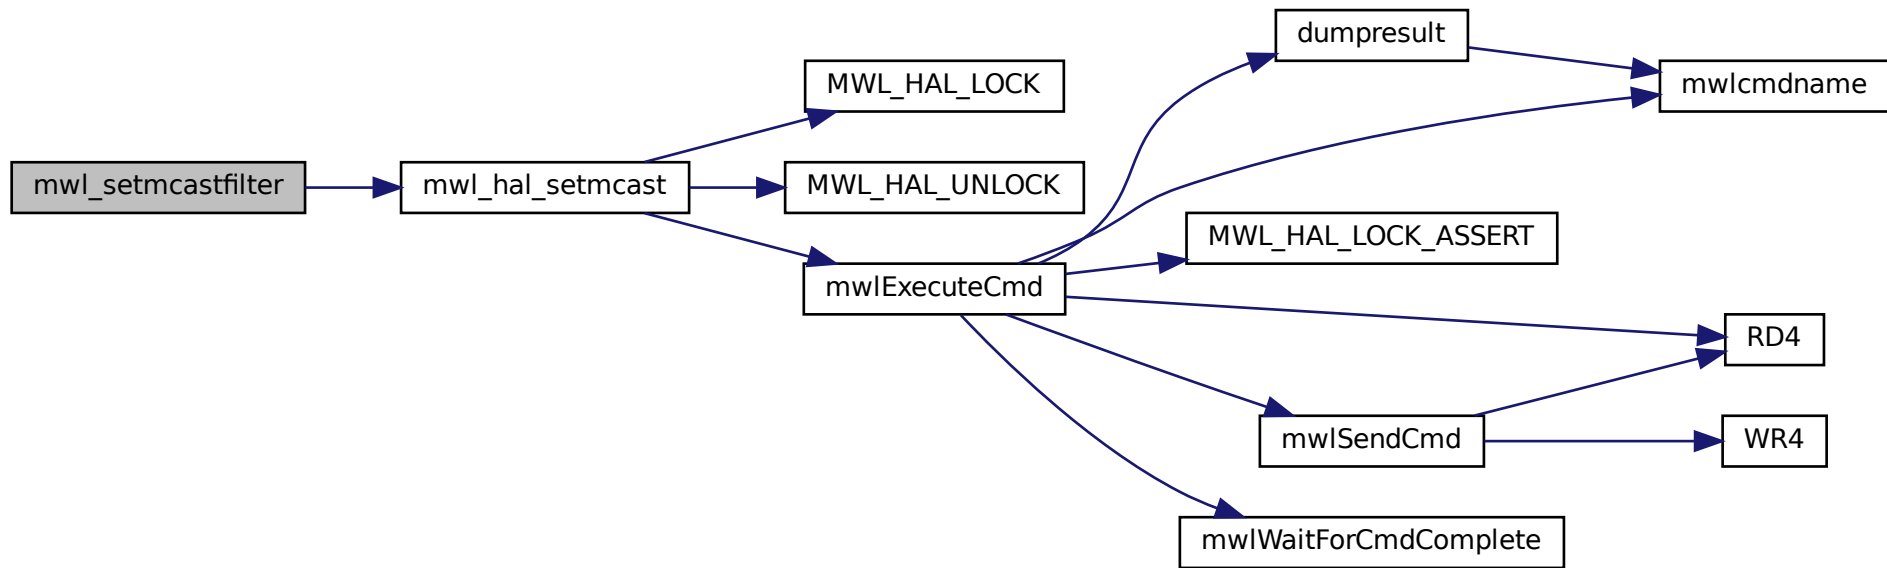 mwl_setmcastfilter
mwl_hal_setmcast
MWL_HAL_LOCK
MWL_HAL_UNLOCK
mwlExecuteCmd
dumpresult
mwlcmdname
MWL_HAL_LOCK_ASSERT
RD4
mwlSendCmd
WR4
mwlWaitForCmdComplete